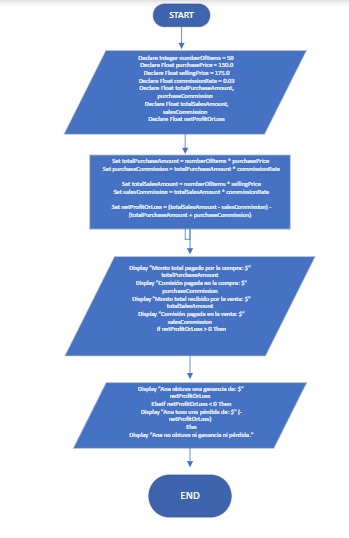 START
Declare Integer numberOfItems = 50
Declare Float purchasePrice = 150.0
Declare Float sellingPrice = 175.0
Declare Float commissionRate = 0.03
Declare Float totalPurchaseAmount,
purchaseCommission
Declare Float totalSalesAmount,
salesCommission
Declare Float netProfitOrLoss
Set totalPurchaseAmount = numberOfItems * purchasePrice
Set purchaseCommission = totalPurchaseAmount * commissionRate
Set totalSalesAmount = numberOfItems * sellingPrice
Set salesCommission = totalSalesAmount * commissionRate
Set netProfitOrLoss = (totalSalesAmount - salesCommission) -
(totalPurchaseAmount + purchaseCommission)
Display "Monto total pagado por la compra: $"
totalPurchaseAmount
Display "Comisión pagada en la compra: $"
purchaseCommission
Display "Monto total recibido por la venta: $"
totalSalesAmount
Display "Comisión pagada en la venta: $"
salesCommission
If netProfitOrLoss > 0 Then
Display "Ana obtuvo una ganancia de: $"
netProfitOrLoss
ElseIf netProfitOrLoss < 0 Then
Display "Ana tuvo una pérdida de: $" (-
netProfitOrLoss)
Else
Display "Ana no obtuvo ni ganancia ni pérdida."
END